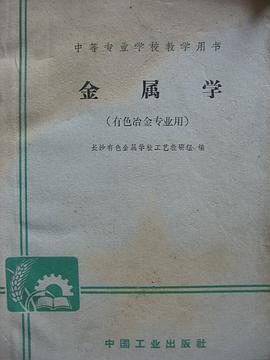 中等专业学校教学用书
金属学
(有色冶金专业用)
长沙有色金属学校工艺教研组 编
中国工业出版社